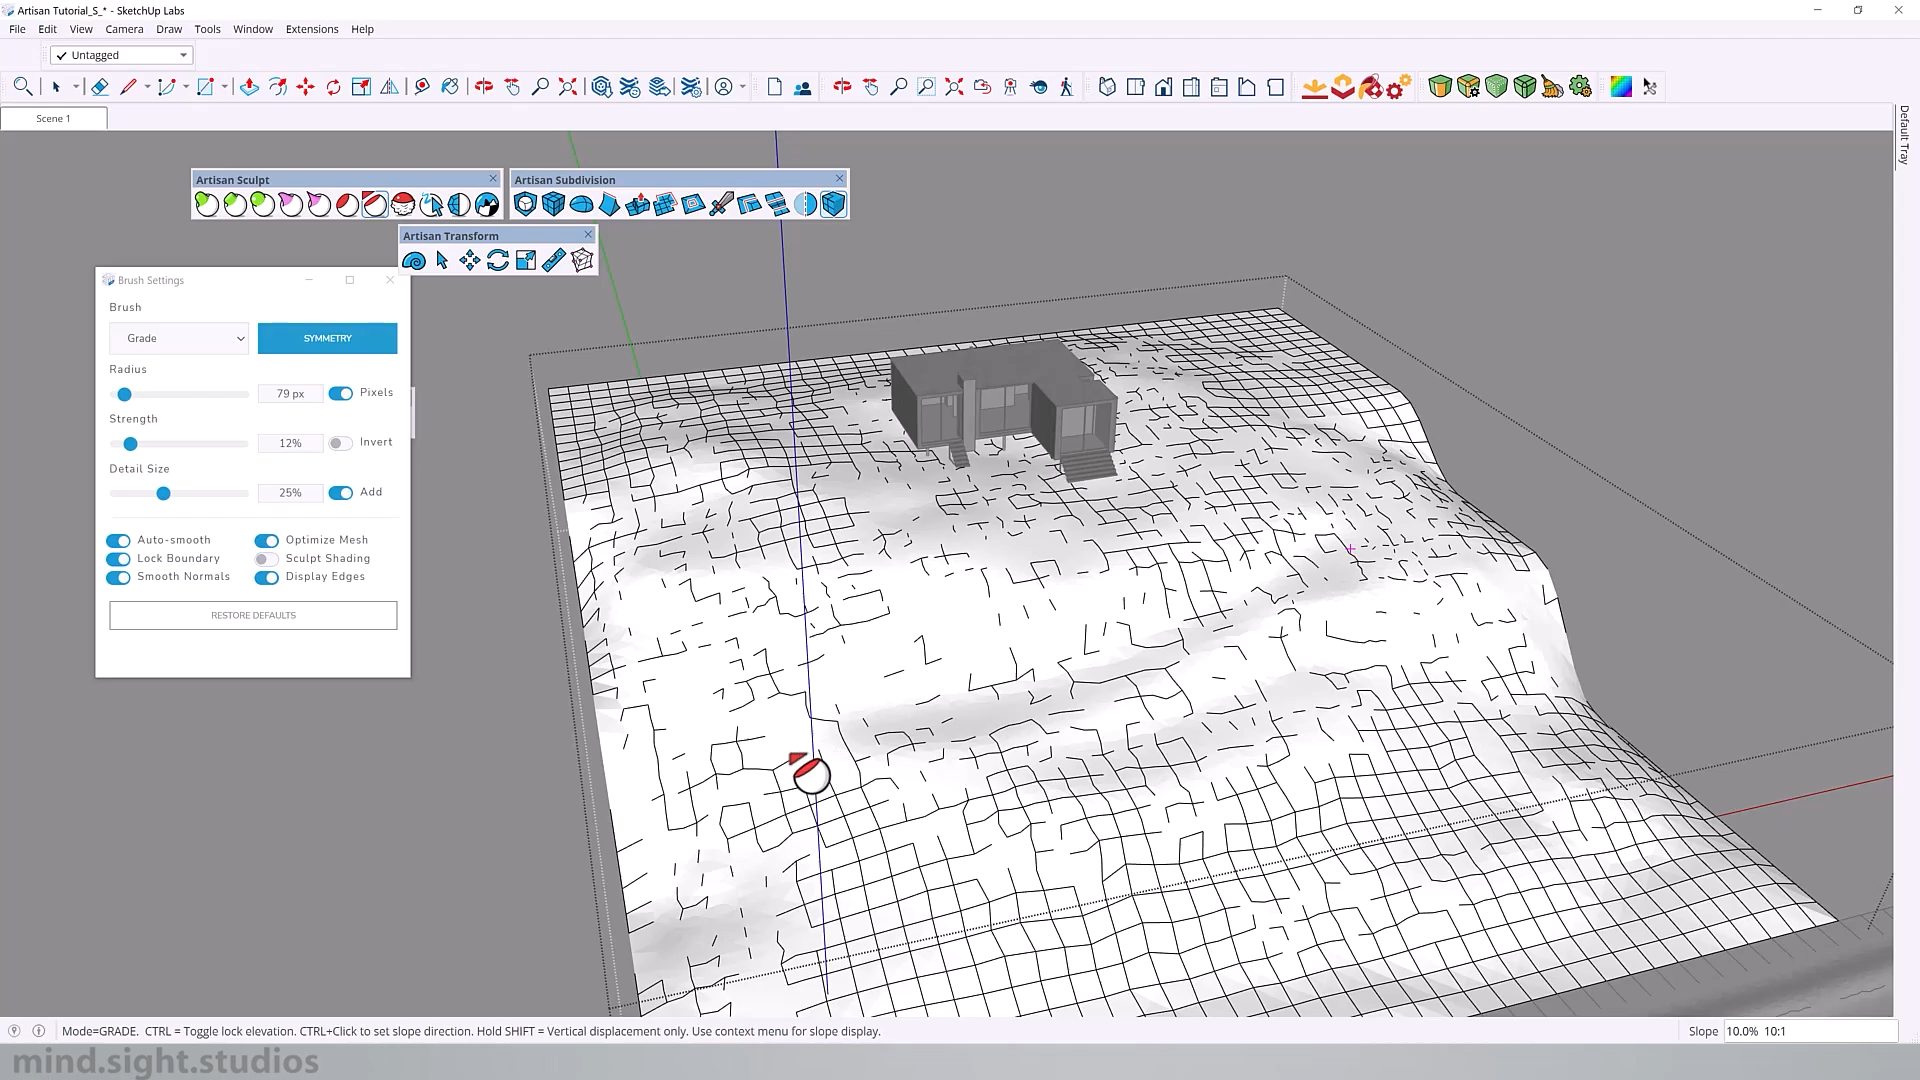 Artisan Tutorial_S_* - SketchUp Labs
File Edit View Camera Draw Tools Window Extensions Help
Untagged
Scene 1
Default Tray
Artisan Sculpt
Artisan Subdivision
Artisan Transform
Brush Settings
Brush
Grade SYMMETRY
Radius
79 px Pixels
Strength
12% Invert
Detail Size
25% Add
Auto-smooth Optimize Mesh
Lock Boundary Sculpt Shading
Smooth Normals Display Edges
RESTORE DEFAULTS
Mode=GRADE. CTRL = Toggle lock elevation. CTRL+Click to set slope direction. Hold SHIFT = Vertical displacement only. Use context menu for slope display.
Slope 10.0% 10:1
mind.sight.studios